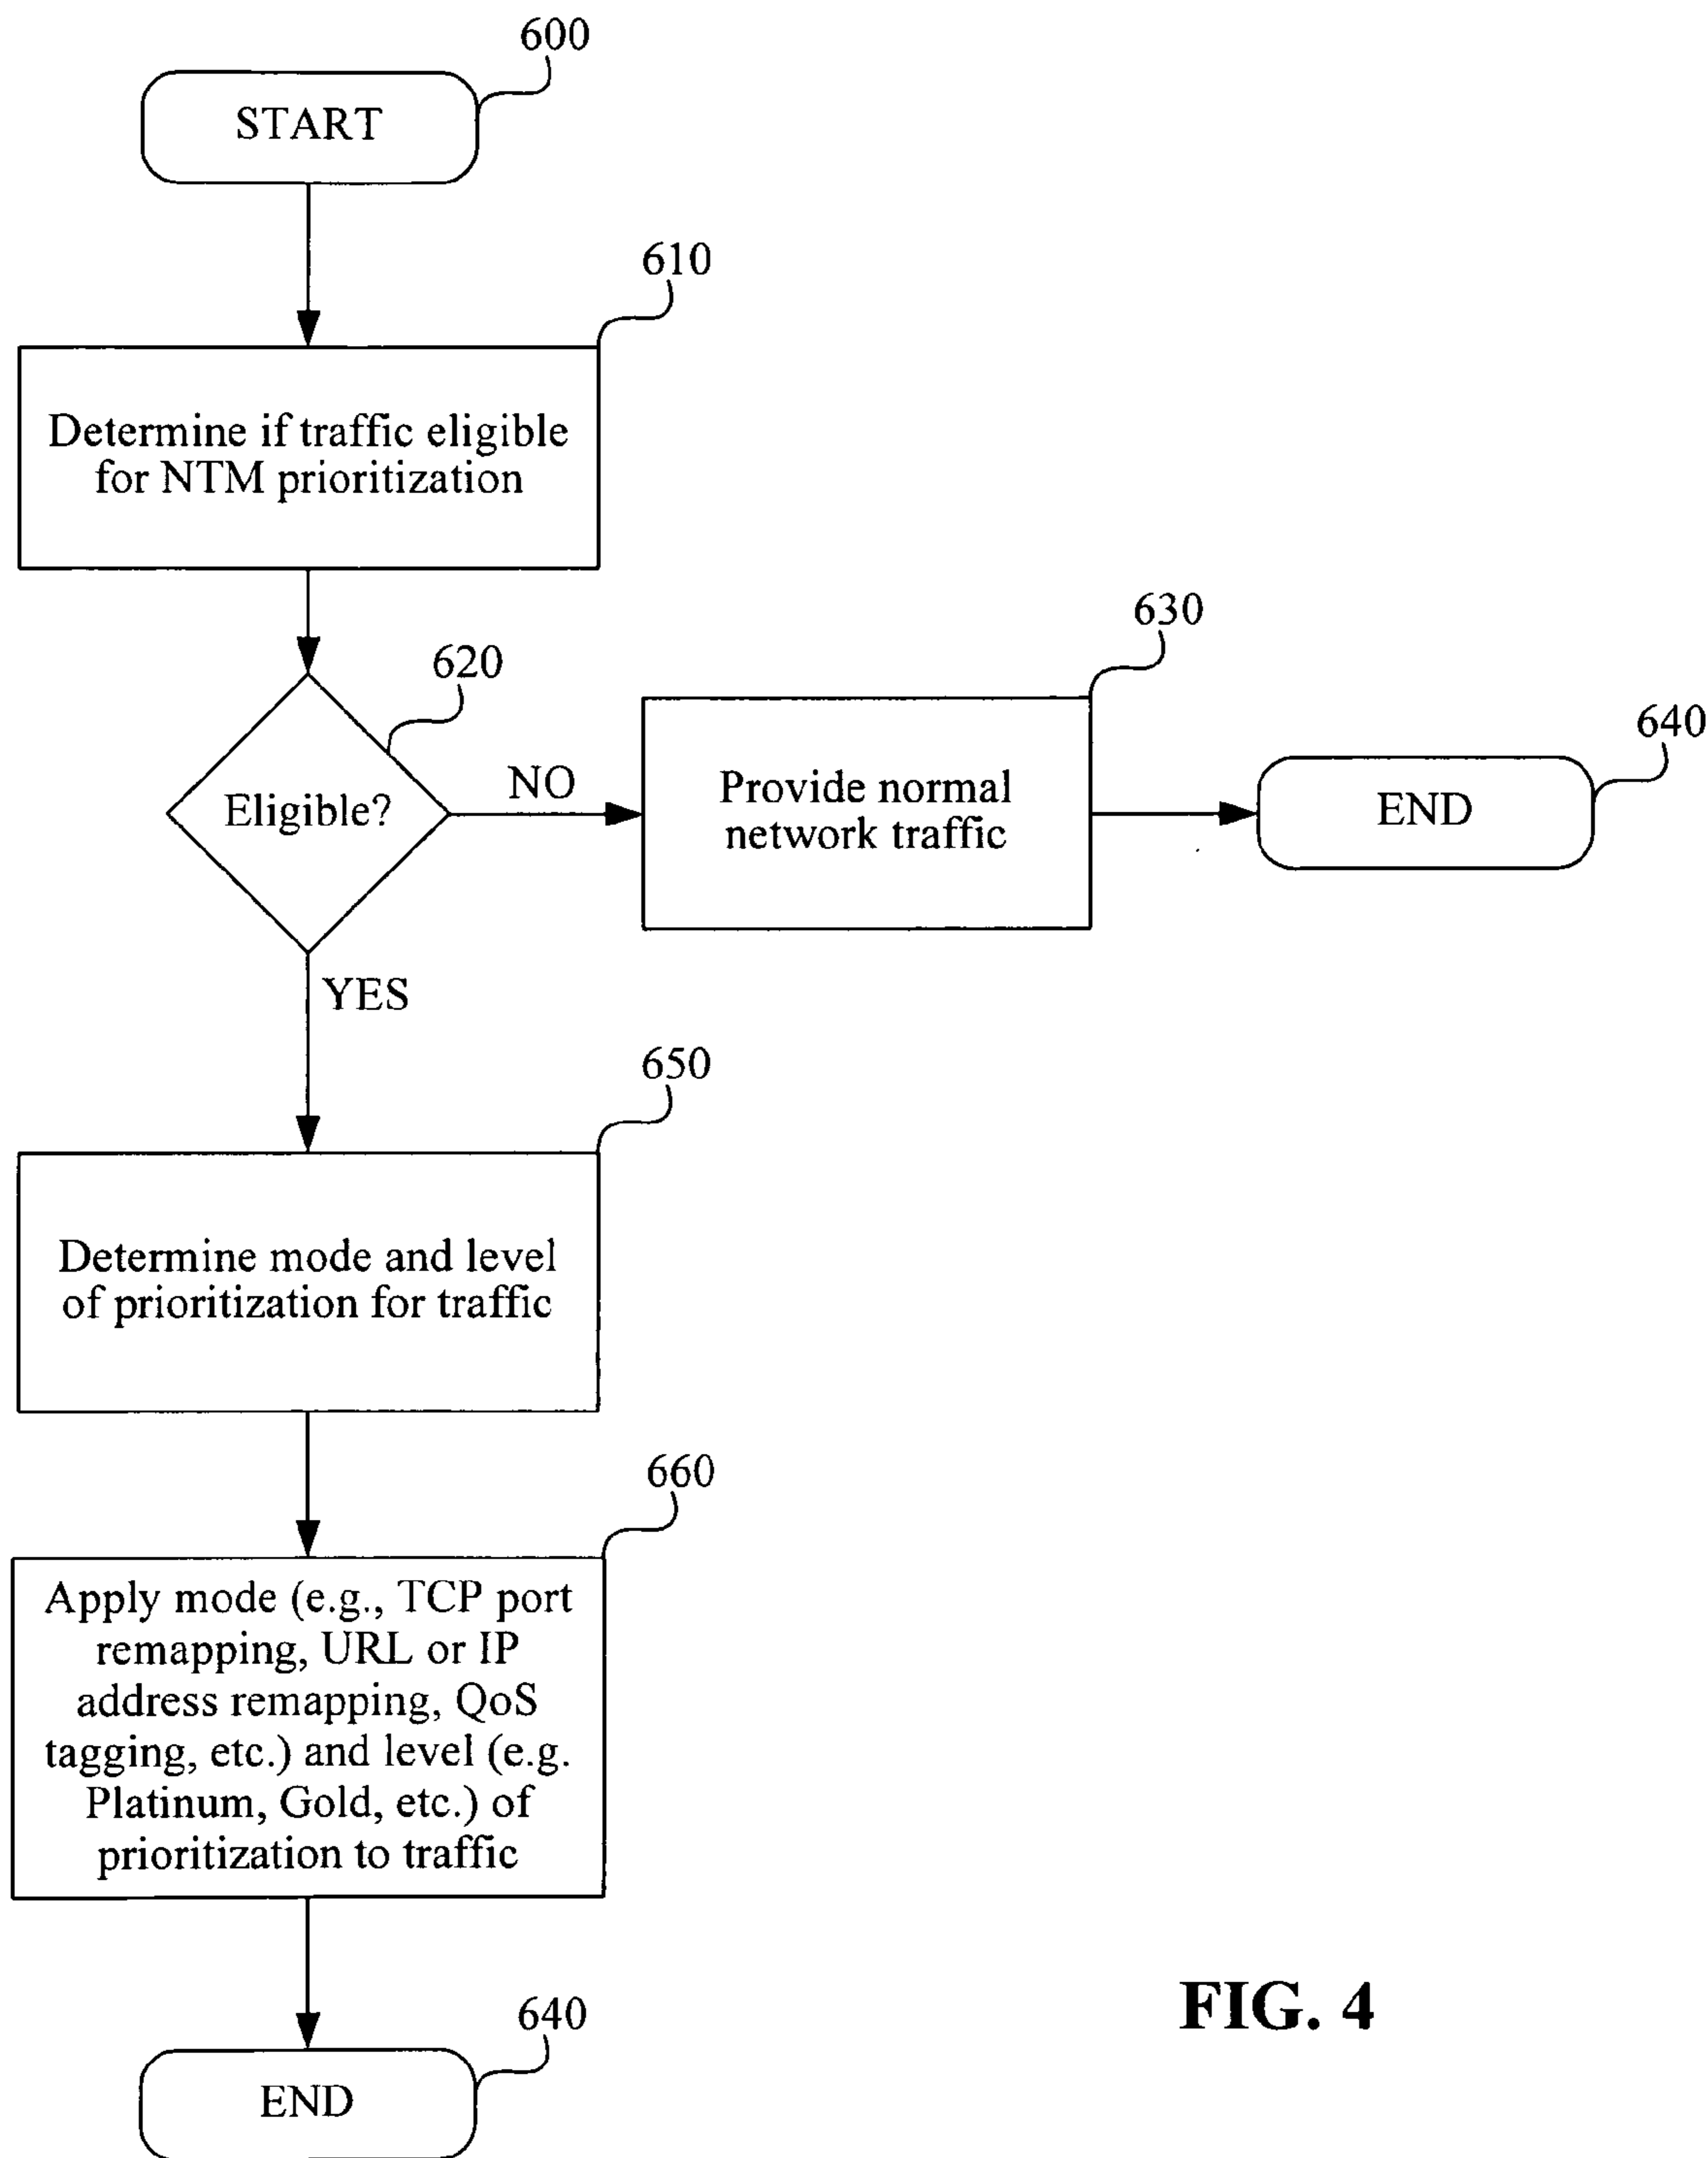 600
START
610
Determine if traffic eligible
for NTM prioritization
620
Eligible?
NO
630
Provide normal
network traffic
640
END
YES
650
Determine mode and level
of prioritization for traffic
660
Apply mode (e.g., TCP port
remapping, URL or IP
address remapping, QoS
tagging, etc.) and level (e.g.
Platinum, Gold, etc.) of
prioritization to traffic
640
END
FIG. 4